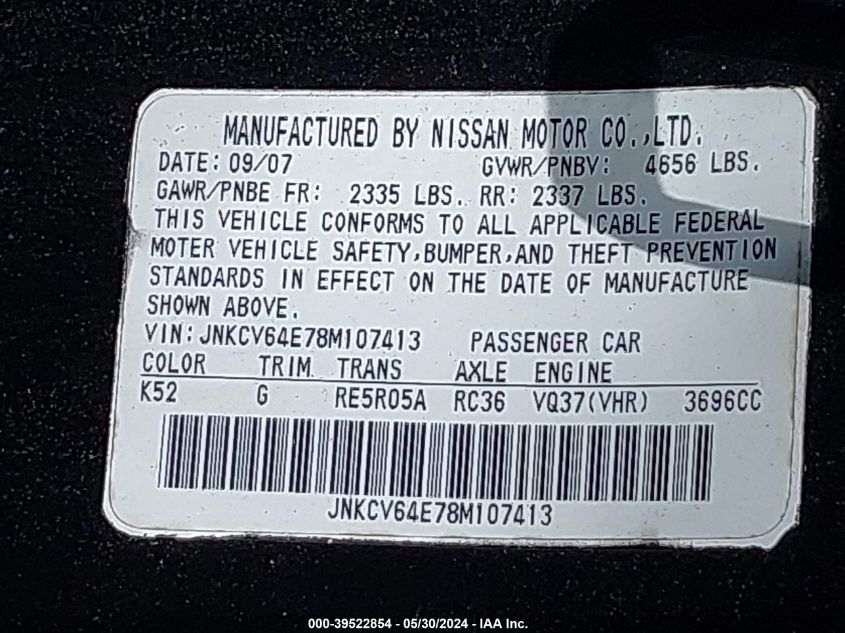 MANUFACTURED BY NISSAN MOTOR CO.,LTD.
DATE: 09/07 GVWR/PNBV: 4656 LBS.
GAWR/PNBE FR: 2335 LBS. RR: 2337 LBS.
THIS VEHICLE CONFORMS TO ALL APPLICABLE FEDERAL
MOTER VEHICLE SAFETY,BUMPER,AND THEFT PREVENTION
STANDARDS IN EFFECT ON THE DATE OF MANUFACTURE
SHOWN ABOVE.
VIN: JNKCV64E78M107413 PASSENGER CAR
COLOR TRIM TRANS AXLE ENGINE
K52 G RE5R05A RC36 VQ37(VHR) 3696CC
JNKCV64E78M107413
000-39522854 - 05/30/2024 - IAA Inc.